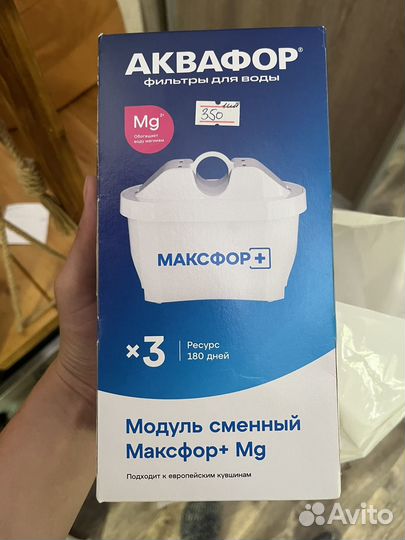 АКВАФОР®
фильтры для воды
350
Mg 2+
Обогащает
воду магнием
МАКСФОР+
×3
Ресурс
180 дней
Модуль сменный
Максфор+ Mg
Подходит к европейским кувшинам
Avito